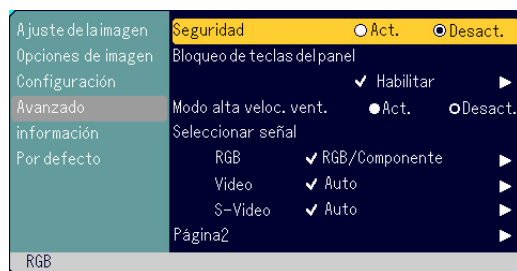 Ajuste de la imagen
Opciones de imagen
Configuración
Avanzado
información
Por defecto
Seguridad Act. Desact.
Bloqueo de teclas del panel
Habilitar
Modo alta veloc. vent. Act. Desact.
Seleccionar señal
RGB RGB/Componente
Video Auto
S-Video Auto
Página2
RGB